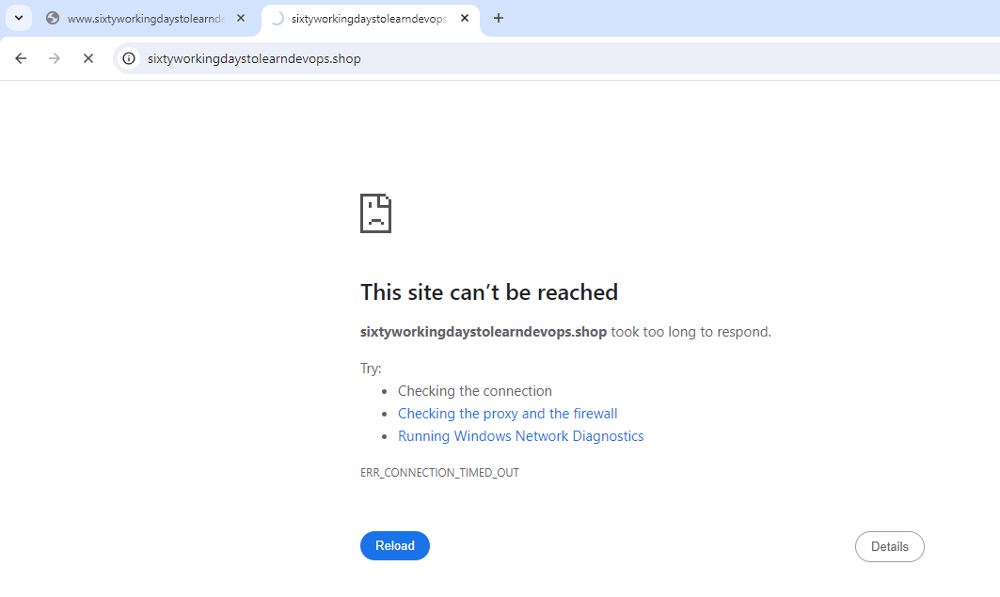 www.sixtyworkingdaystolearnde
sixtyworkingdaystolearndevops
sixtyworkingdaystolearndevops.shop
This site can’t be reached
sixtyworkingdaystolearndevops.shop took too long to respond.
Try:
• Checking the connection
• Checking the proxy and the firewall
• Running Windows Network Diagnostics
ERR_CONNECTION_TIMED_OUT
Reload
Details